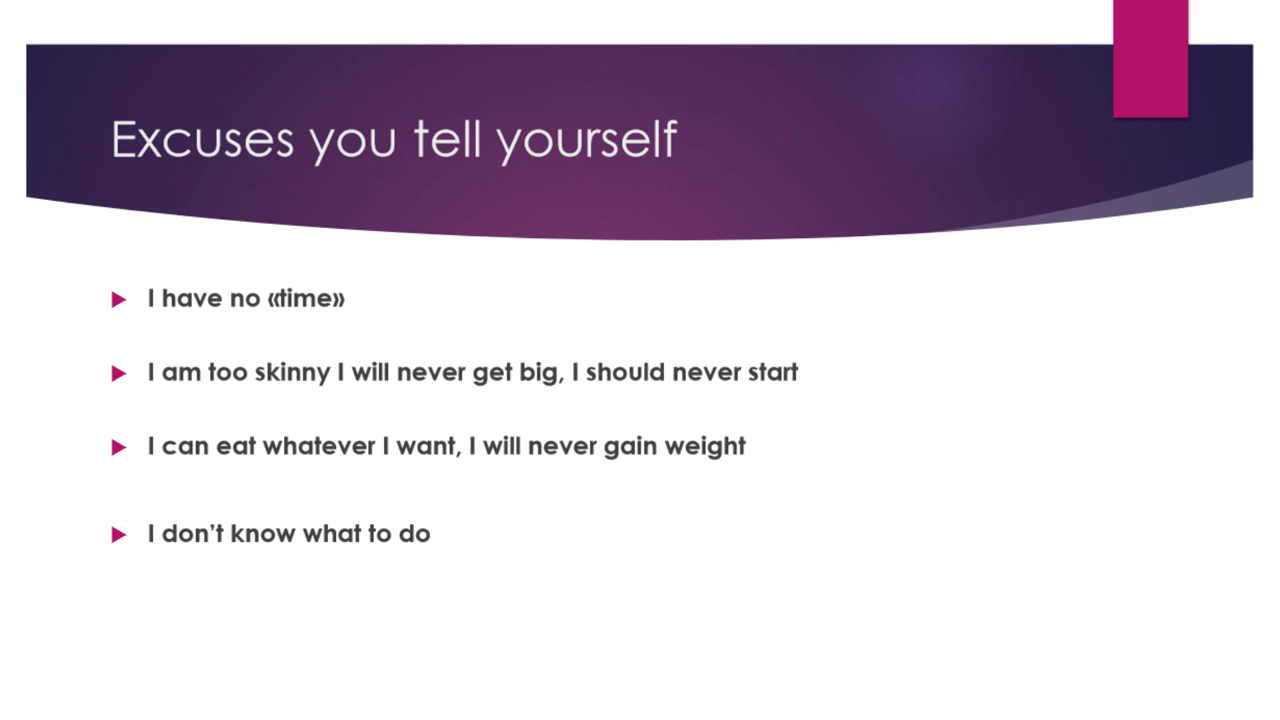 Excuses you tell yourself
I have no «time»
I am too skinny I will never get big, I should never start
I can eat whatever I want, I will never gain weight
I don’t know what to do